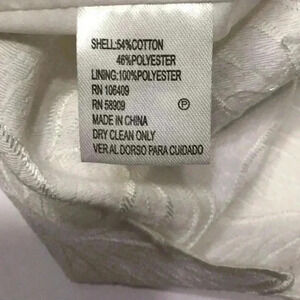 SHELL:54%COTTON
46%POLYESTER
LINING:100%POLYESTER
RN 106409
RN 58909
P
MADE IN CHINA
DRY CLEAN ONLY
VER AL DORSO PARA CUIDADO